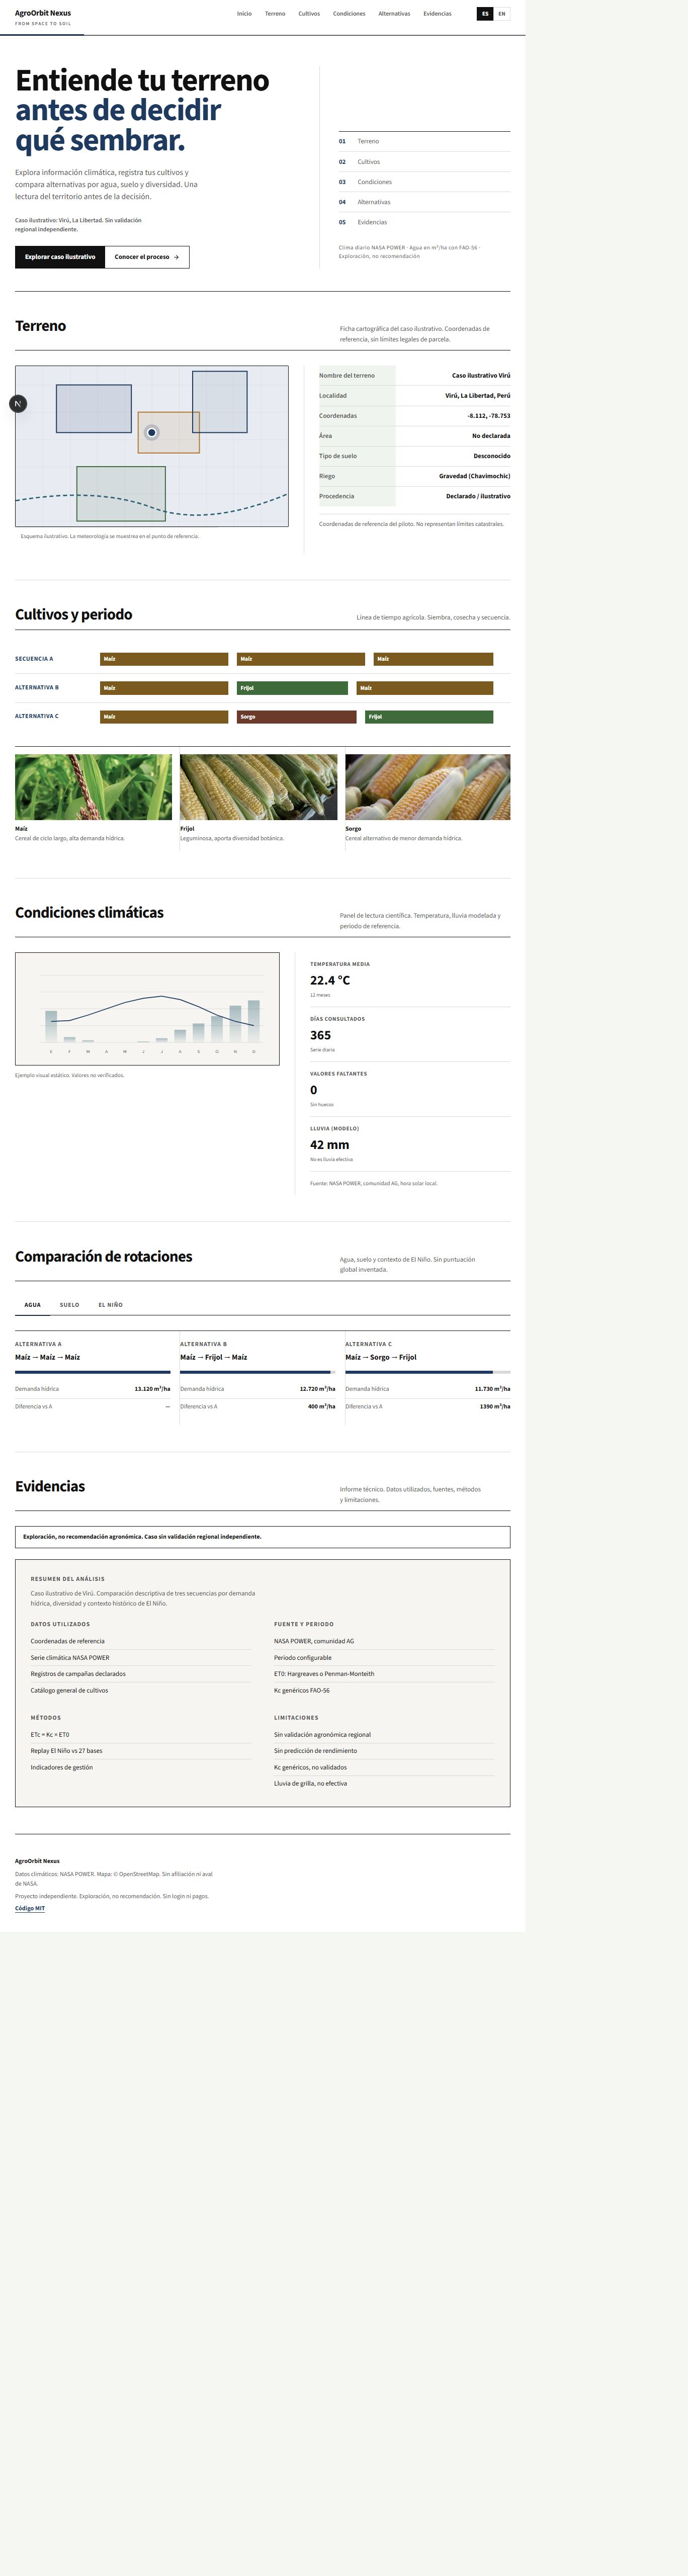 AgroOrbit Nexus
FROM SPACE TO SOIL
Inicio
Terreno
Cultivos
Condiciones
Alternativas
Evidencias
ES
EN
Entiende tu terreno
antes de decidir
qué sembrar.
Explora información climática, registra tus cultivos y
compara alternativas por agua, suelo y diversidad. Una
lectura del territorio antes de la decisión.
Caso ilustrativo: Virú, La Libertad. Sin validación
regional independiente.
Explorar caso ilustrativo
Conocer el proceso →
01 Terreno
02 Cultivos
03 Condiciones
04 Alternativas
05 Evidencias
Clima diario NASA POWER · Agua en m³/ha con FAO-56 ·
Exploración, no recomendación
Terreno
Ficha cartográfica del caso ilustrativo. Coordenadas de
referencia, sin límites legales de parcela.
N
Esquema ilustrativo. La meteorología se muestrea en el punto de referencia.
Nombre del terreno Caso ilustrativo Virú
Localidad Virú, La Libertad, Perú
Coordenadas -8.112, -78.753
Área No declarada
Tipo de suelo Desconocido
Riego Gravedad (Chavimochic)
Procedencia Declarado / ilustrativo
Coordenadas de referencia del piloto. No representan límites catastrales.
Cultivos y periodo
Línea de tiempo agrícola. Siembra, cosecha y secuencia.
SECUENCIA A Maíz Maíz Maíz
ALTERNATIVA B Maíz Frijol Maíz
ALTERNATIVA C Maíz Sorgo Frijol
Maíz
Cereal de ciclo largo, alta demanda hídrica.
Frijol
Leguminosa, aporta diversidad botánica.
Sorgo
Cereal alternativo de menor demanda hídrica.
Condiciones climáticas
Panel de lectura científica. Temperatura, lluvia modelada y
periodo de referencia.
E F M A M J J A S O N D
Ejemplo visual estático. Valores no verificados.
TEMPERATURA MEDIA
22.4 °C
12 meses
DÍAS CONSULTADOS
365
Serie diaria
VALORES FALTANTES
0
Sin huecos
LLUVIA (MODELO)
42 mm
No es lluvia efectiva
Fuente: NASA POWER, comunidad AG, hora solar local.
Comparación de rotaciones
Agua, suelo y contexto de El Niño. Sin puntuación
global inventada.
AGUA
SUELO
EL NIÑO
ALTERNATIVA A
Maíz → Maíz → Maíz
Demanda hídrica 13.120 m³/ha
Diferencia vs A —
ALTERNATIVA B
Maíz → Frijol → Maíz
Demanda hídrica 12.720 m³/ha
Diferencia vs A 400 m³/ha
ALTERNATIVA C
Maíz → Sorgo → Frijol
Demanda hídrica 11.730 m³/ha
Diferencia vs A 1390 m³/ha
Evidencias
Informe técnico. Datos utilizados, fuentes, métodos
y limitaciones.
Exploración, no recomendación agronómica. Caso sin validación regional independiente.
RESUMEN DEL ANÁLISIS
Caso ilustrativo de Virú. Comparación descriptiva de tres secuencias por demanda
hídrica, diversidad y contexto histórico de El Niño.
DATOS UTILIZADOS
Coordenadas de referencia
Serie climática NASA POWER
Registros de campañas declarados
Catálogo general de cultivos
FUENTE Y PERIODO
NASA POWER, comunidad AG
Periodo configurable
ET0: Hargreaves o Penman-Monteith
Kc genéricos FAO-56
MÉTODOS
ETc = Kc × ET0
Replay El Niño vs 27 bases
Indicadores de gestión
LIMITACIONES
Sin validación agronómica regional
Sin predicción de rendimiento
Kc genéricos, no validados
Lluvia de grilla, no efectiva
AgroOrbit Nexus
Datos climáticos: NASA POWER. Mapa: © OpenStreetMap. Sin afiliación ni aval
de NASA.
Proyecto independiente. Exploración, no recomendación. Sin login ni pagos.
Código MIT